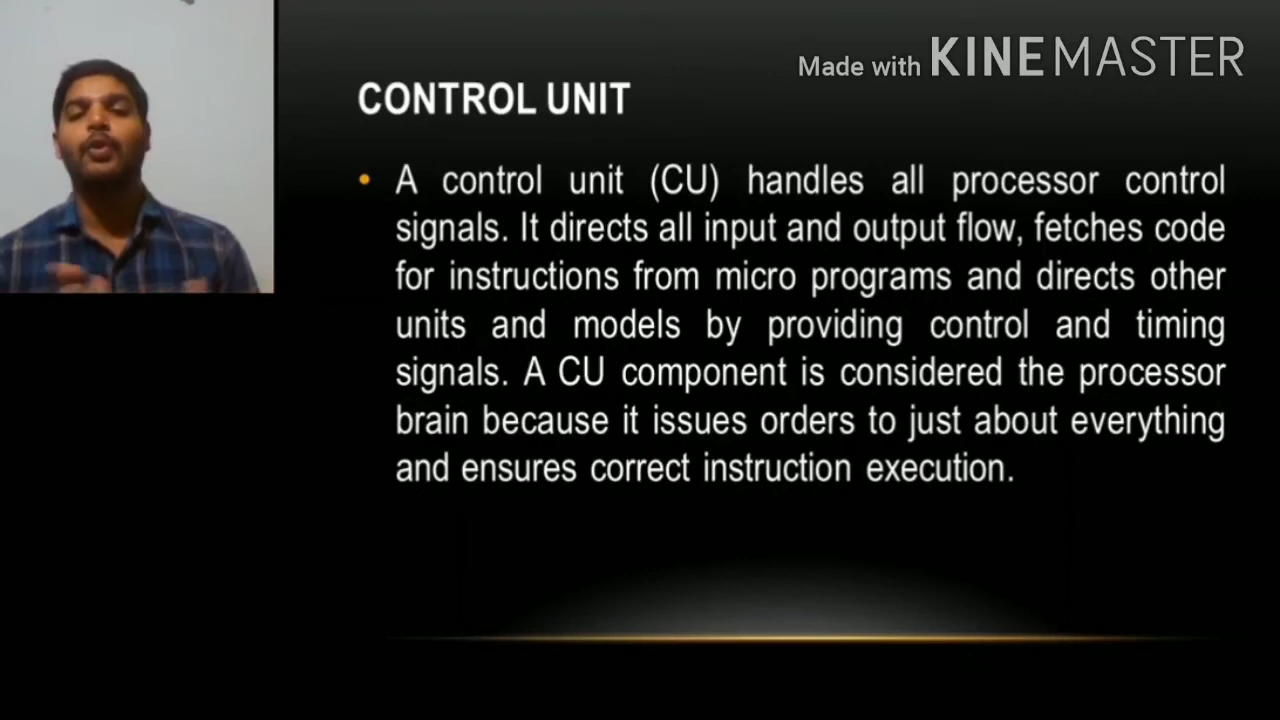 Made with KINEMASTER
CONTROL UNIT
• A control unit (CU) handles all processor control
signals. It directs all input and output flow, fetches code
for instructions from micro programs and directs other
units and models by providing control and timing
signals. A CU component is considered the processor
brain because it issues orders to just about everything
and ensures correct instruction execution.